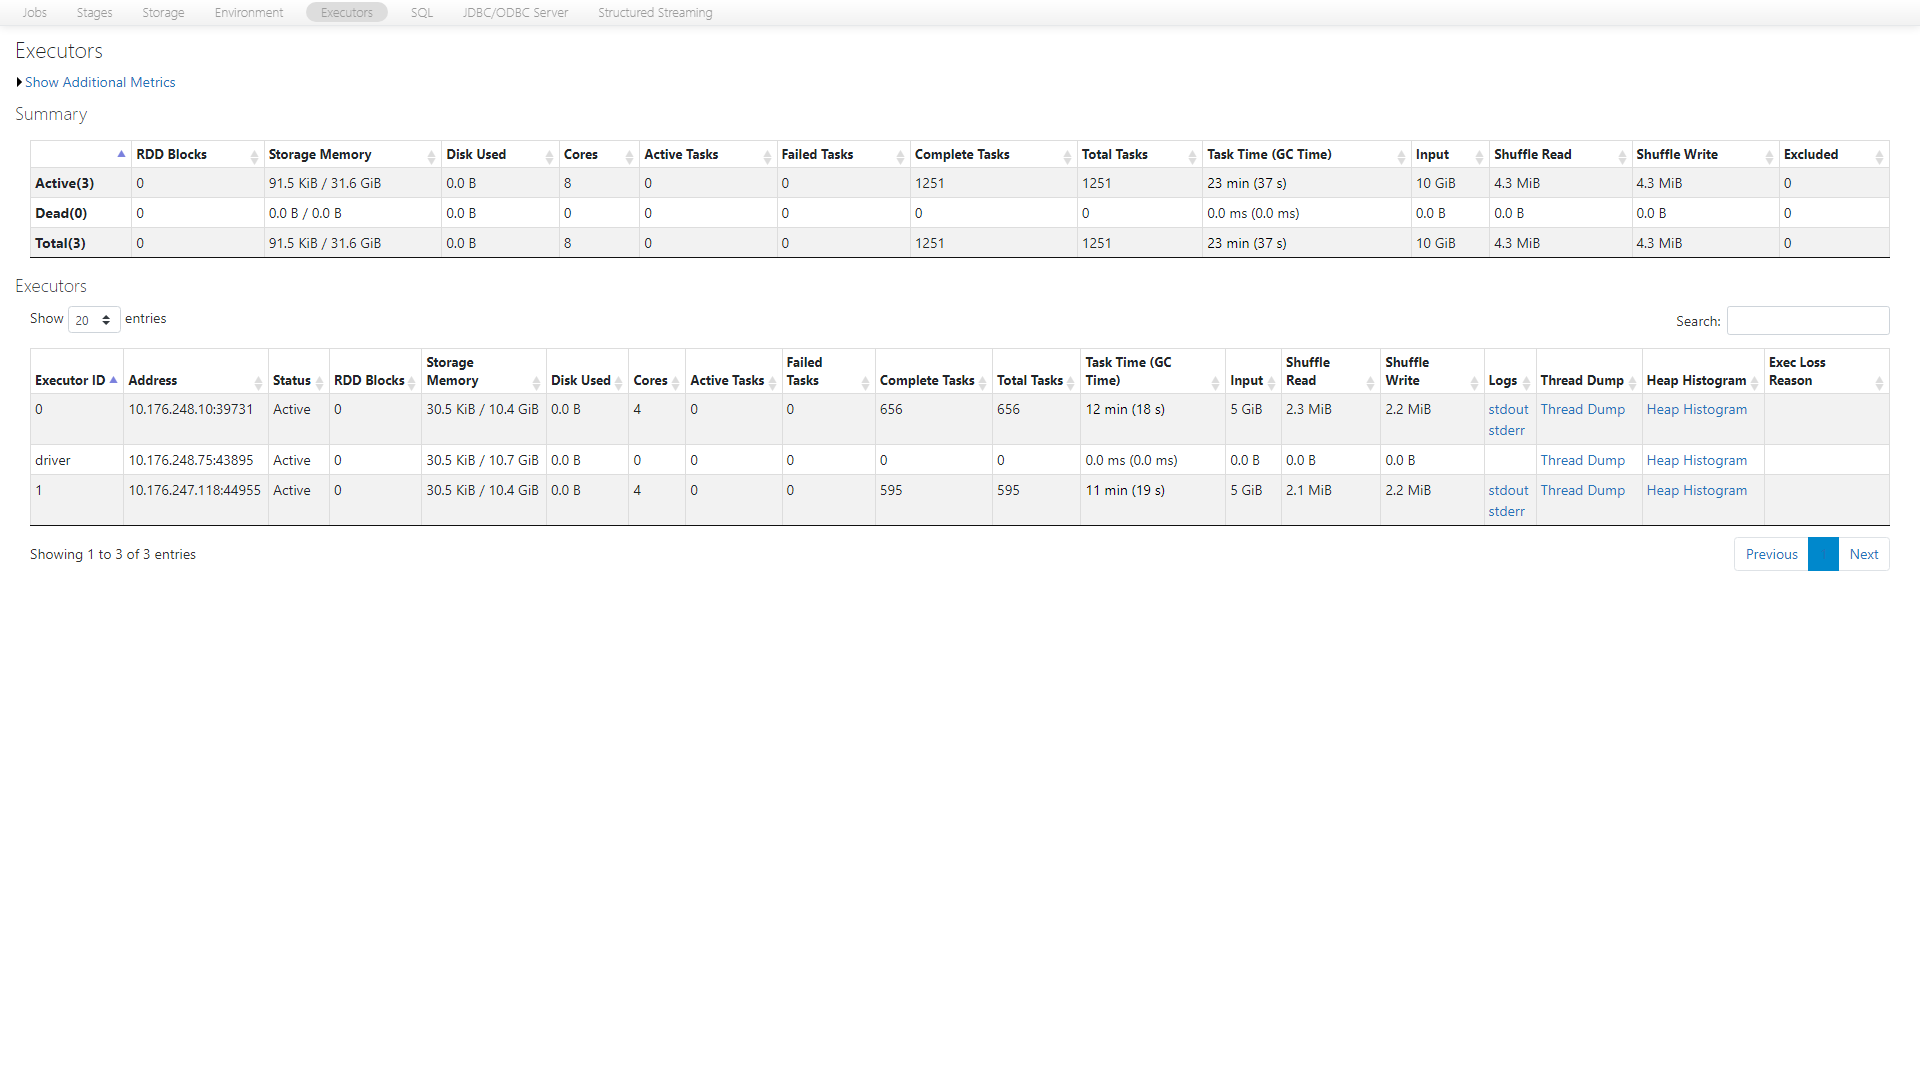 Jobs Stages Storage Environment Executors SQL JDBC/ODBC Server Structured Streaming
Executors
Show Additional Metrics
Summary
RDD Blocks Storage Memory Disk Used Cores Active Tasks Failed Tasks Complete Tasks Total Tasks Task Time (GC Time) Input Shuffle Read Shuffle Write Excluded
Active(3) 0 91.5 KiB / 31.6 GiB 0.0 B 8 0 0 1251 1251 23 min (37 s) 10 GiB 4.3 MiB 4.3 MiB 0
Dead(0) 0 0.0 B / 0.0 B 0.0 B 0 0 0 0 0 0.0 ms (0.0 ms) 0.0 B 0.0 B 0.0 B 0
Total(3) 0 91.5 KiB / 31.6 GiB 0.0 B 8 0 0 1251 1251 23 min (37 s) 10 GiB 4.3 MiB 4.3 MiB 0
Executors
Show 20 entries Search:
Executor ID Address Status RDD Blocks Storage Memory Disk Used Cores Active Tasks Failed Tasks Complete Tasks Total Tasks Task Time (GC Time) Input Shuffle Read Shuffle Write Logs Thread Dump Heap Histogram Exec Loss Reason
0 10.176.248.10:39731 Active 0 30.5 KiB / 10.4 GiB 0.0 B 4 0 0 656 656 12 min (18 s) 5 GiB 2.3 MiB 2.2 MiB stdout Thread Dump Heap Histogram
stderr
driver 10.176.248.75:43895 Active 0 30.5 KiB / 10.7 GiB 0.0 B 0 0 0 0 0 0.0 ms (0.0 ms) 0.0 B 0.0 B 0.0 B Thread Dump Heap Histogram
1 10.176.247.118:44955 Active 0 30.5 KiB / 10.4 GiB 0.0 B 4 0 0 595 595 11 min (19 s) 5 GiB 2.1 MiB 2.2 MiB stdout Thread Dump Heap Histogram
stderr
Showing 1 to 3 of 3 entries Previous Next